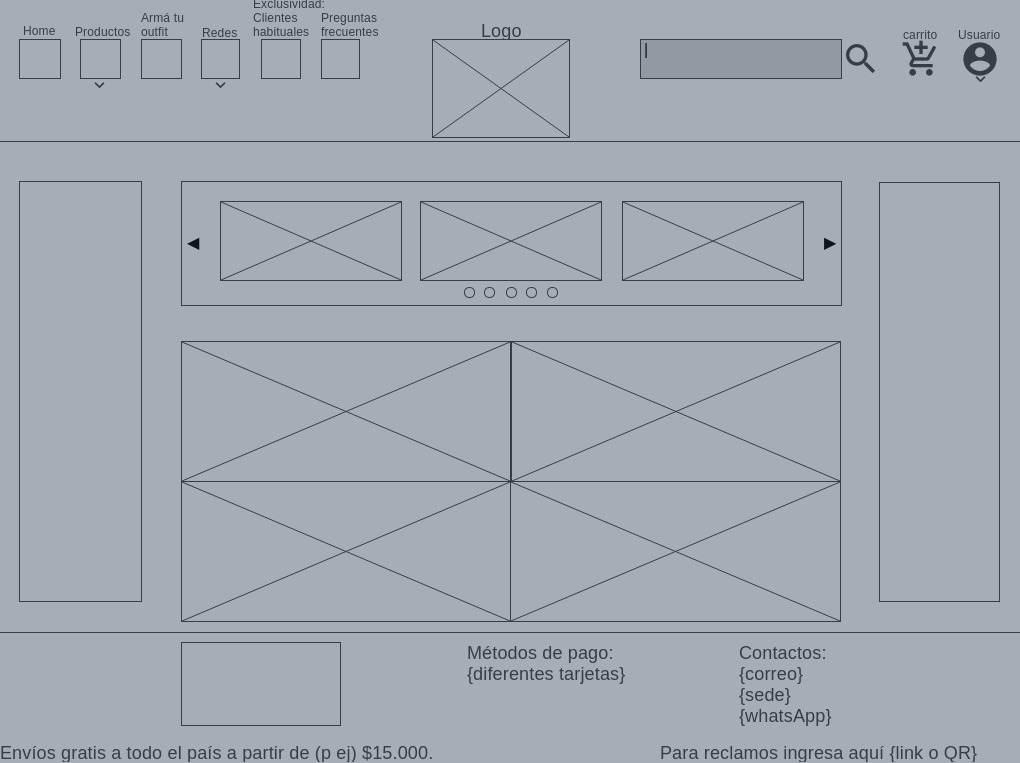 Home
Productos
Armá tu
outfit
Redes
Exclusividad:
Clientes
habituales
Preguntas
frecuentes
Logo
carrito
Usuario
Métodos de pago:
{diferentes tarjetas}
Contactos:
{correo}
{sede}
{whatsApp}
Envíos gratis a todo el país a partir de (p ej) $15.000.
Para reclamos ingresa aquí {link o QR}